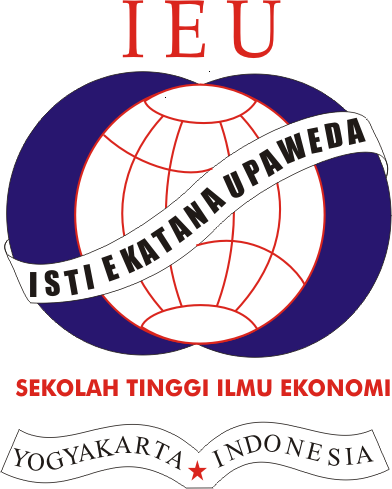 IEU
ISTI EKATANA UPAWEDA
SEKOLAH TINGGI ILMU EKONOMI
YOGYAKARTA INDONESIA